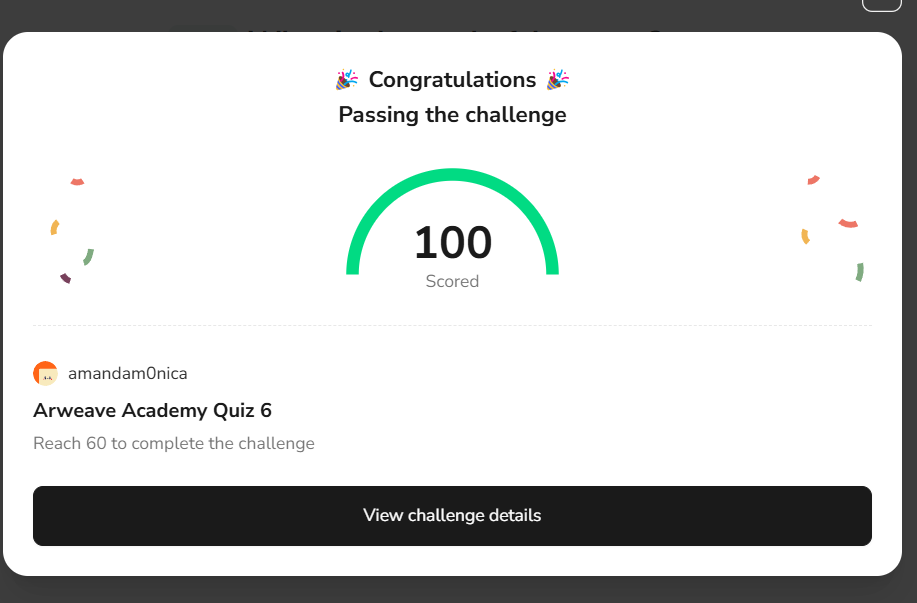 Congratulations
Passing the challenge
100
Scored
amandam0nica
Arweave Academy Quiz 6
Reach 60 to complete the challenge
View challenge details